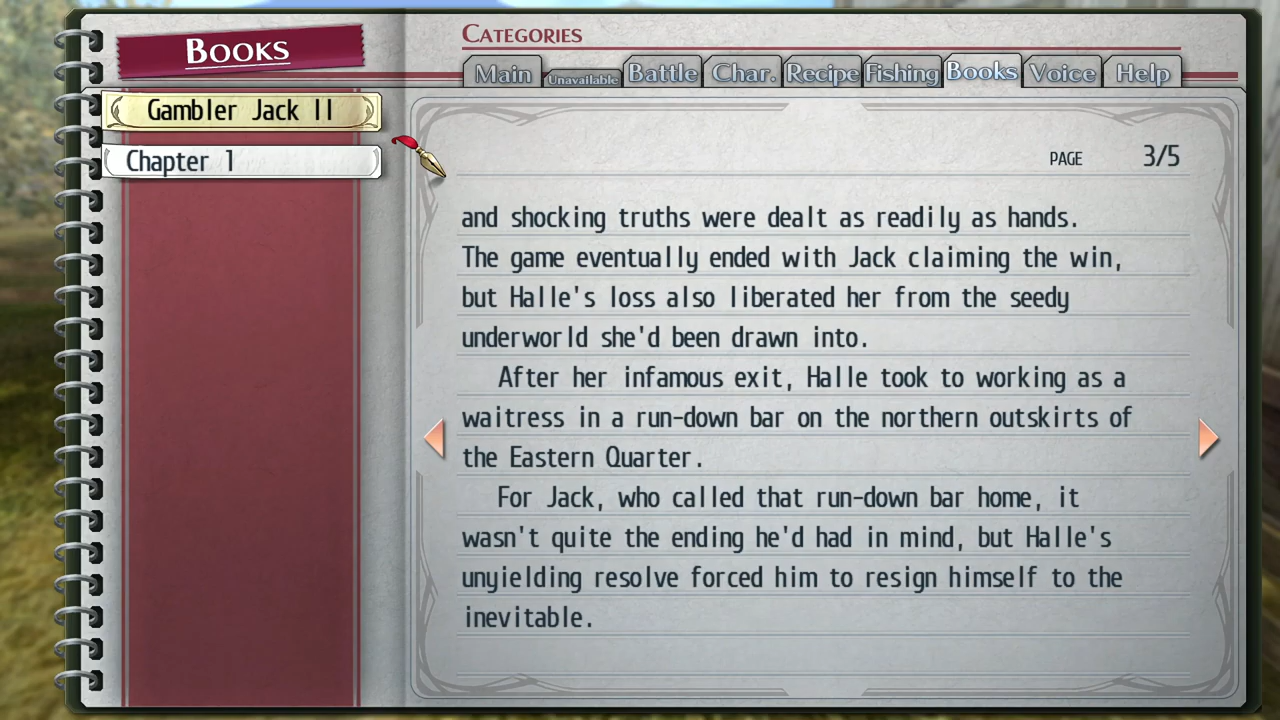 BOOKS
CATEGORIES
Main
Unavailable
Battle
Char.
Recipe
Fishing
Books
Voice
Help
Gambler Jack II
Chapter 1
PAGE 3/5
and shocking truths were dealt as readily as hands.
The game eventually ended with Jack claiming the win,
but Halle's loss also liberated her from the seedy
underworld she'd been drawn into.
After her infamous exit, Halle took to working as a
waitress in a run-down bar on the northern outskirts of
the Eastern Quarter.
For Jack, who called that run-down bar home, it
wasn't quite the ending he'd had in mind, but Halle's
unyielding resolve forced him to resign himself to the
inevitable.